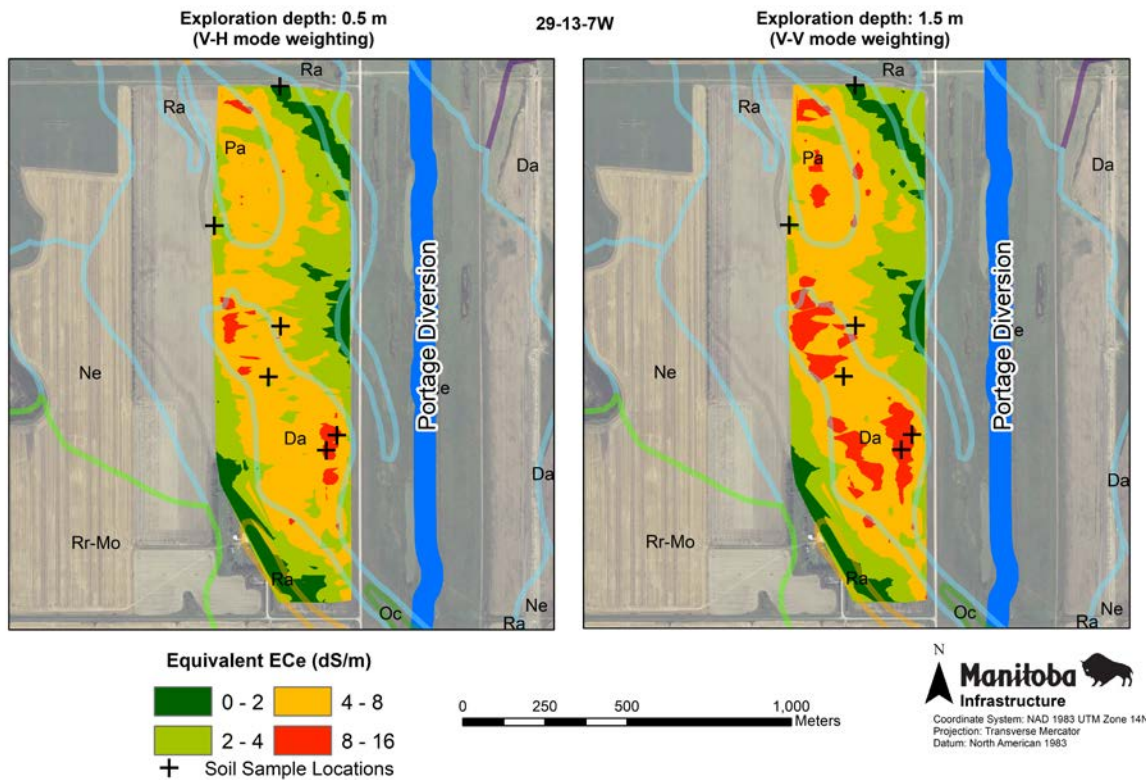 Exploration depth: 0.5 m
(V-H mode weighting)
29-13-7W
Exploration depth: 1.5 m
(V-V mode weighting)
Ra
Ra
Pa
Da
Ne
Da
Da
Rr-Mo
Ra
Oc
Ne
Ra
Portage Diversion
e
Ra
Ra
Pa
Da
Ne
Da
Da
Rr-Mo
Ra
Oc
Ne
Ra
Portage Diversion
e
Equivalent ECe (dS/m)
0 - 2
4 - 8
2 - 4
8 - 16
Soil Sample Locations
0 250 500 1,000
Meters
N
Manitoba
Infrastructure
Coordinate System: NAD 1983 UTM Zone 14N
Projection: Transverse Mercator
Datum: North American 1983